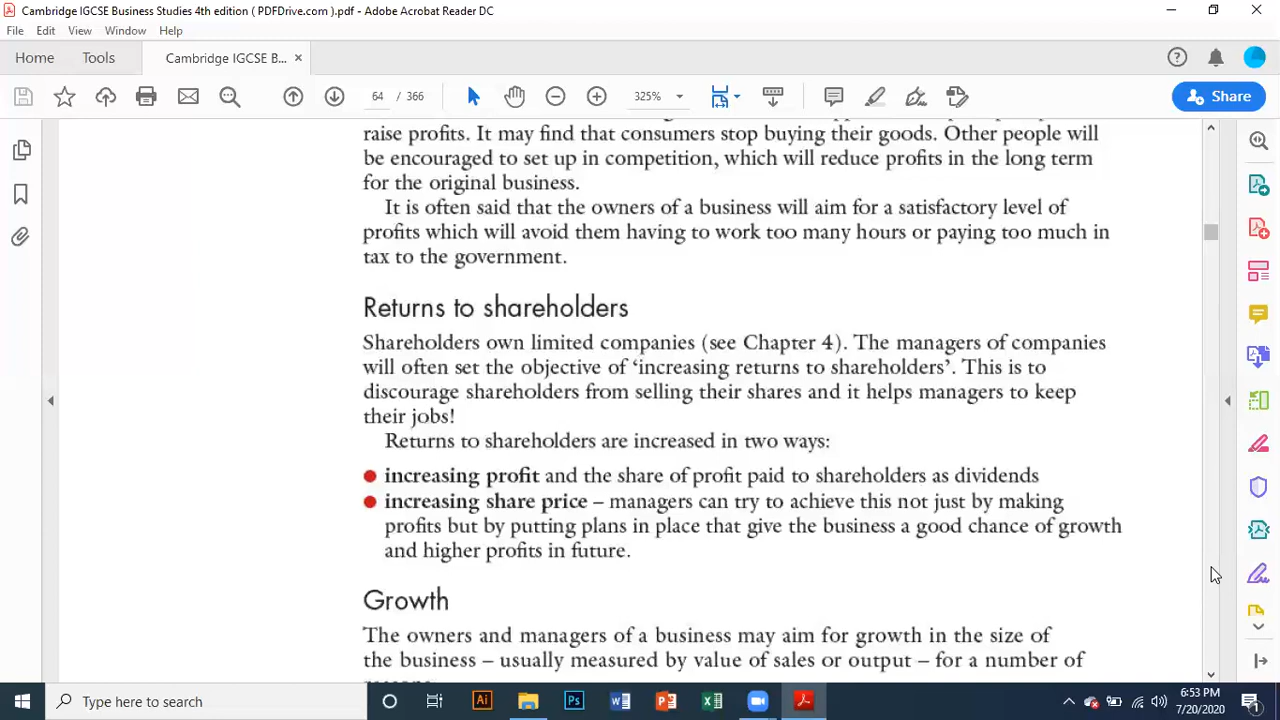 Cambridge IGCSE Business Studies 4th edition ( PDFDrive.com ).pdf - Adobe Acrobat Reader DC
File Edit View Window Help
Home Tools Cambridge IGCSE B... ×
64 / 366 325% Share
raise profits. It may find that consumers stop buying their goods. Other people will
be encouraged to set up in competition, which will reduce profits in the long term
for the original business.
It is often said that the owners of a business will aim for a satisfactory level of
profits which will avoid them having to work too many hours or paying too much in
tax to the government.
Returns to shareholders
Shareholders own limited companies (see Chapter 4). The managers of companies
will often set the objective of ‘increasing returns to shareholders’. This is to
discourage shareholders from selling their shares and it helps managers to keep
their jobs!
Returns to shareholders are increased in two ways:
● increasing profit and the share of profit paid to shareholders as dividends
● increasing share price – managers can try to achieve this not just by making
profits but by putting plans in place that give the business a good chance of growth
and higher profits in future.
Growth
The owners and managers of a business may aim for growth in the size of
the business – usually measured by value of sales or output – for a number of
Type here to search
Ai Ps
6:53 PM
7/20/2020
1